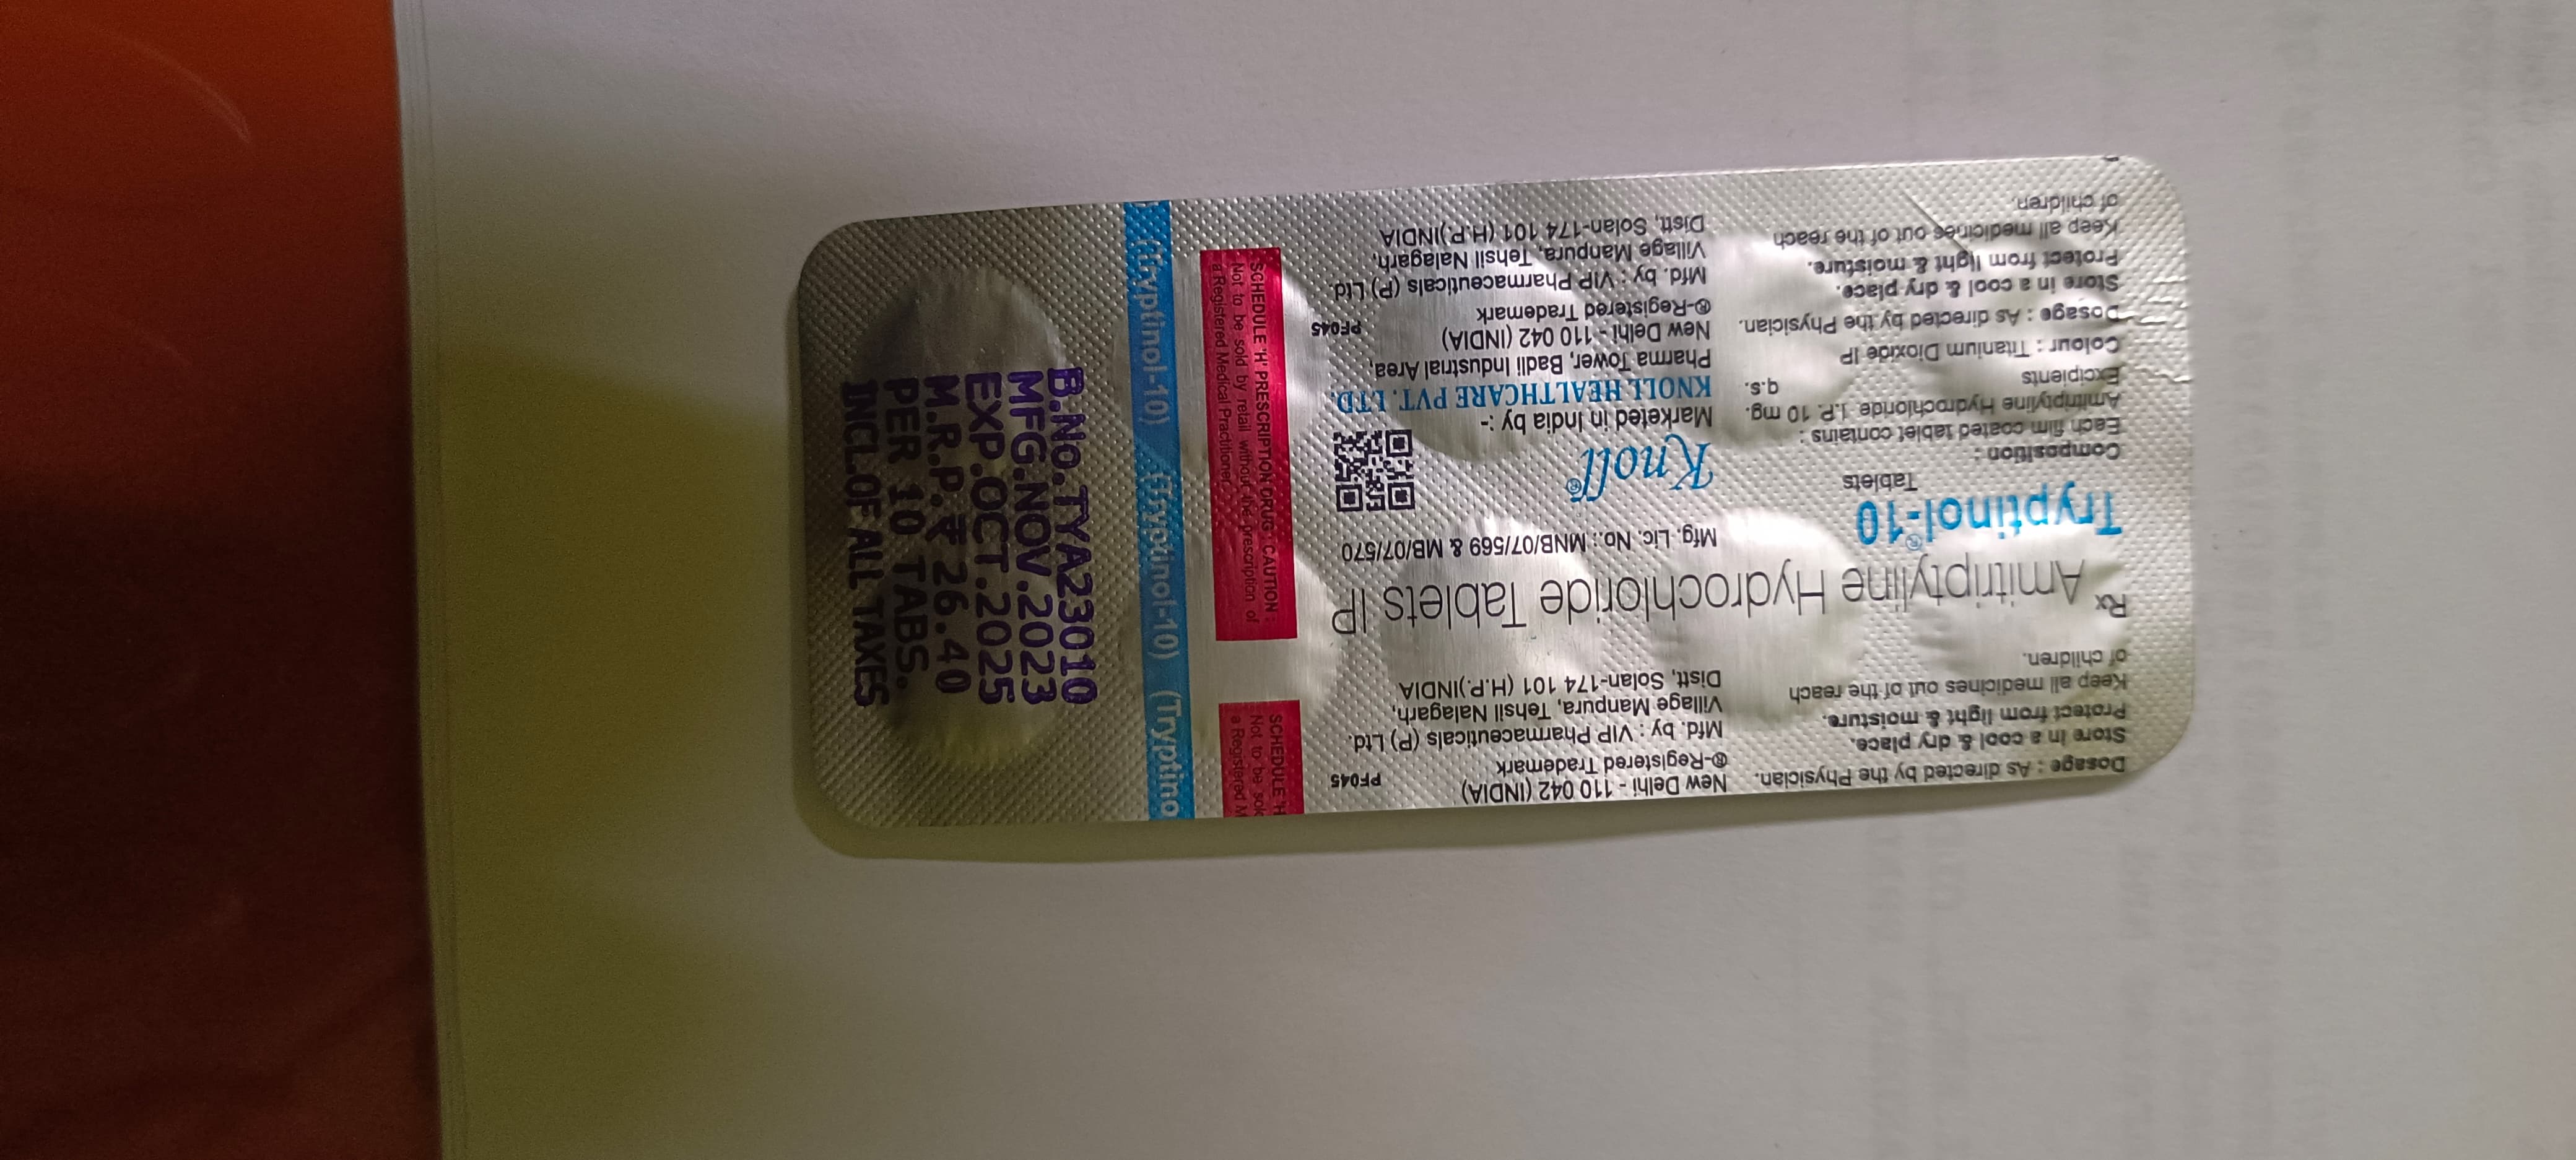 Dosage : As directed by the Physician.
Store in a cool & dry place.
Protect from light & moisture.
Keep all medicines out of the reach
of children.
New Delhi - 110 042 (INDIA)
®-Registered Trademark
PF045
Mfd. by : VIP Pharmaceuticals (P) Ltd.
Village Manpura, Tehsil Nalagarh,
Distt, Solan-174 101 (H.P.)INDIA
Rx
Amitriptyline Hydrochloride Tablets IP
Tryptinol®-10
Tablets
Composition :
Each film coated tablet contains :
Amitriptyline Hydrochloride I.P. 10 mg.
Excipients q.s.
Colour : Titanium Dioxide IP
Dosage : As directed by the Physician.
Store in a cool & dry place.
Protect from light & moisture.
Keep all medicines out of the reach
of children.
Mfg. Lic. No.: MNB/07/569 & MB/07/570
Knoll®
Marketed in India by :-
KNOLL HEALTHCARE PVT. LTD.
Pharma Tower, Badli Industrial Area,
New Delhi - 110 042 (INDIA)
®-Registered Trademark
PF045
Mfd. by : VIP Pharmaceuticals (P) Ltd.
Village Manpura, Tehsil Nalagarh,
Distt, Solan-174 101 (H.P.)INDIA
SCHEDULE 'H' PRESCRIPTION DRUG CAUTION :
Not to be sold by retail without the prescription of
a Registered Medical Practitioner.
SCHEDULE 'H
Not to be sol
a Registered M
(Tryptinol-10) (Tryptinol-10) (Tryptino
B.No.TYA23010
MFG.NOV.2023
EXP.OCT.2025
M.R.P.₹ 26.40
PER 10 TABS.
INCL.OF ALL TAXES